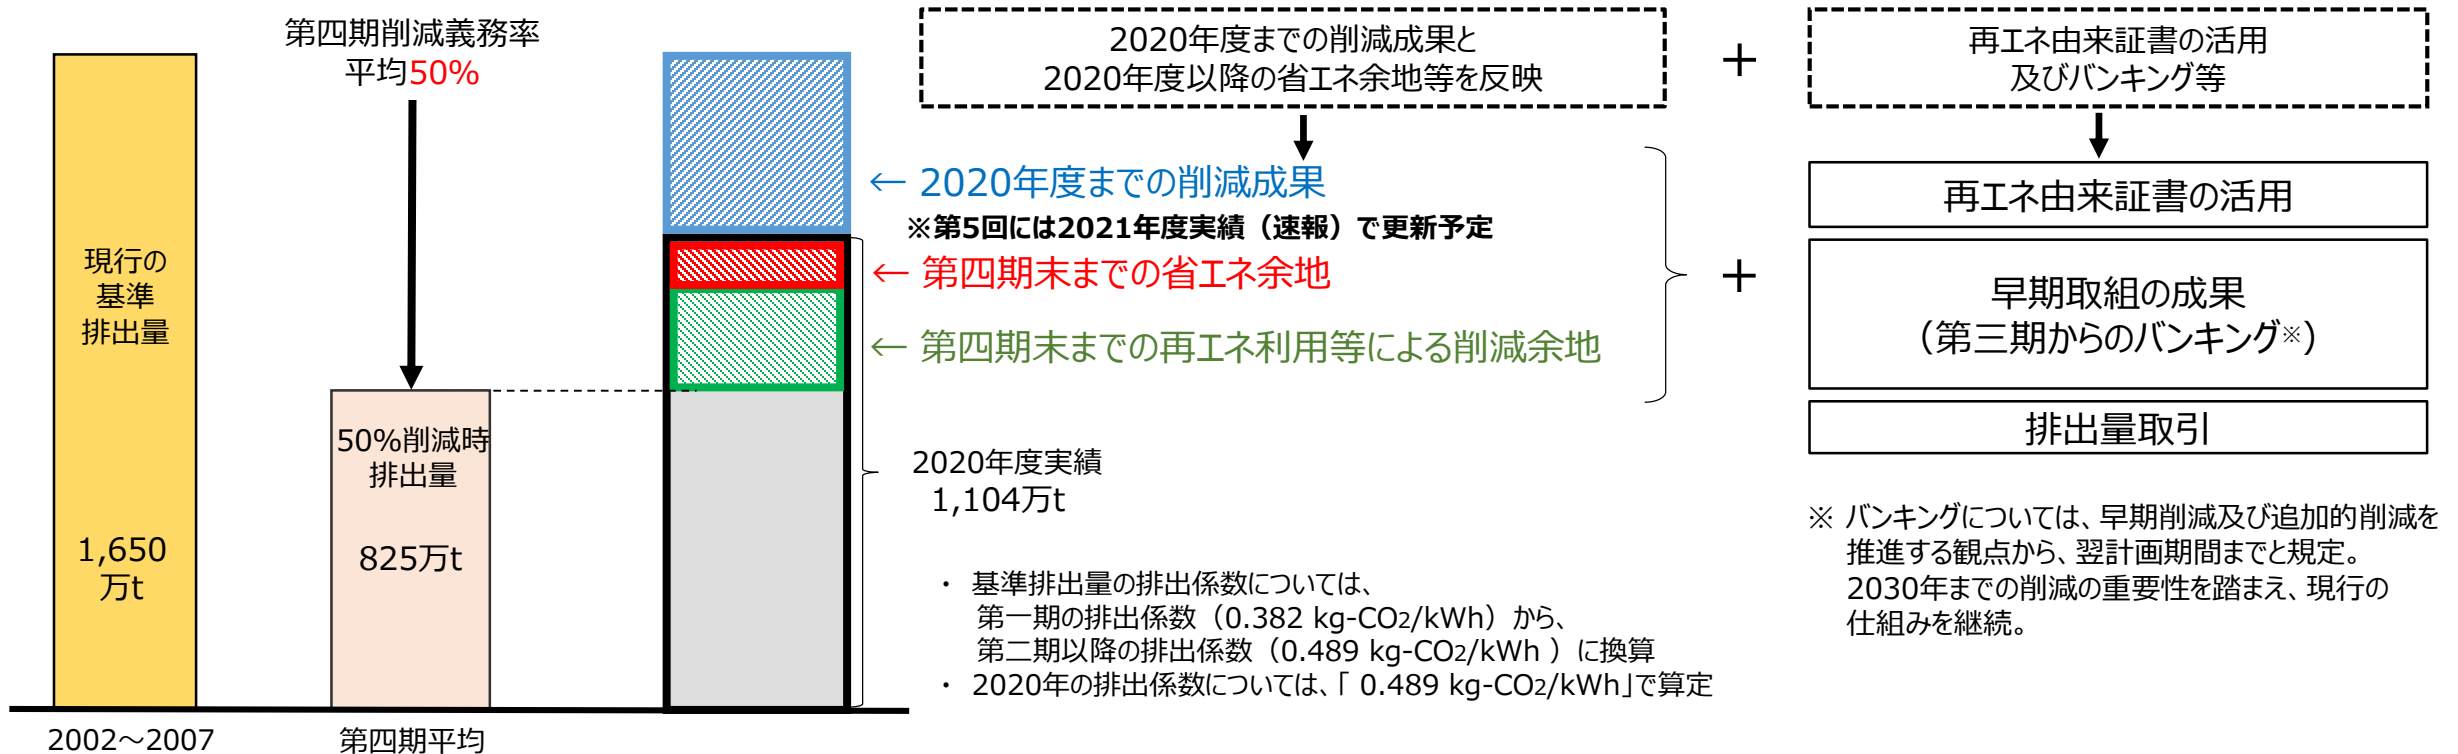 第四期削減義務率
平均50%
現行の
基準
排出量
1,650
万t
2002～2007
50%削減時
排出量
825万t
第四期平均
2020年度までの削減成果と
2020年度以降の省エネ余地等を反映
＋
再エネ由来証書の活用
及びバンキング等
← 2020年度までの削減成果
※第5回には2021年度実績（速報）で更新予定
← 第四期末までの省エネ余地
← 第四期末までの再エネ利用等による削減余地
＋
再エネ由来証書の活用
早期取組の成果
（第三期からのバンキング※）
排出量取引
2020年度実績
1,104万t
・ 基準排出量の排出係数については、
第一期の排出係数（0.382 kg-CO2/kWh）から、
第二期以降の排出係数（0.489 kg-CO2/kWh ）に換算
・ 2020年の排出係数については、「 0.489 kg-CO2/kWh」で算定
※ バンキングについては、早期削減及び追加的削減を
推進する観点から、翌計画期間までと規定。
2030年までの削減の重要性を踏まえ、現行の
仕組みを継続。